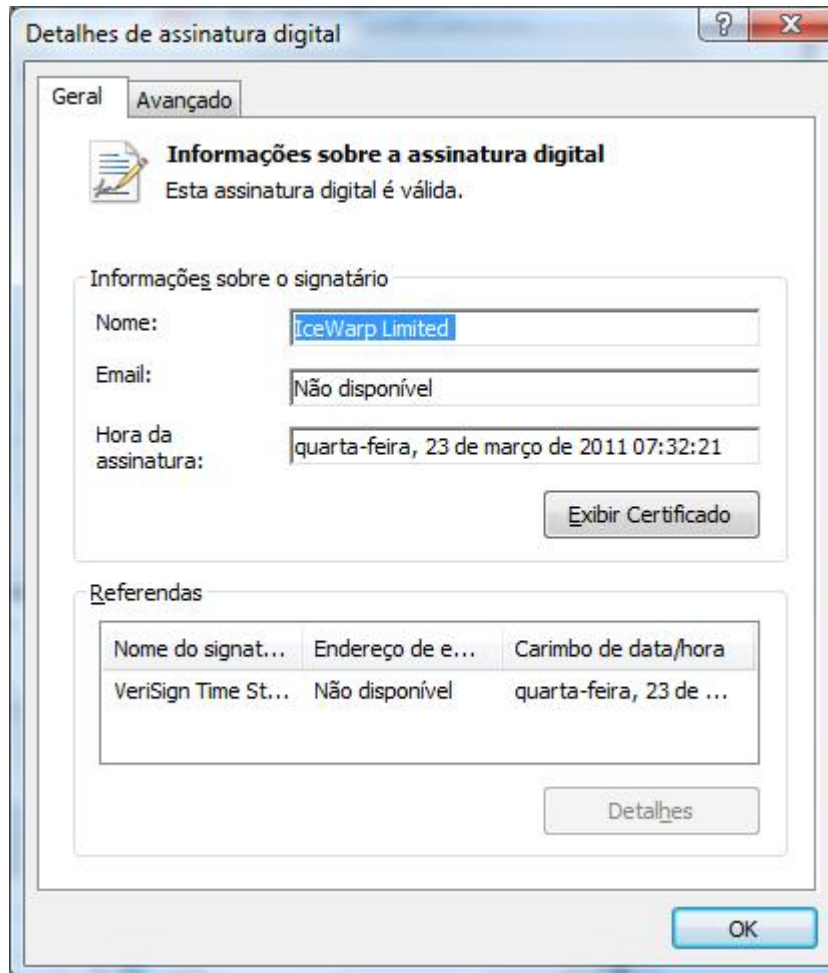 Detalhes de assinatura digital
Geral
Avançado
Informações sobre a assinatura digital
Esta assinatura digital é válida.
Informações sobre o signatário
Nome:
IceWarp Limited
Email:
Não disponível
Hora da
assinatura:
quarta-feira, 23 de março de 2011 07:32:21
Exibir Certificado
Referendas
Nome do signat... Endereço de e... Carimbo de data/hora
VeriSign Time St... Não disponível quarta-feira, 23 de ...
Detalhes
OK